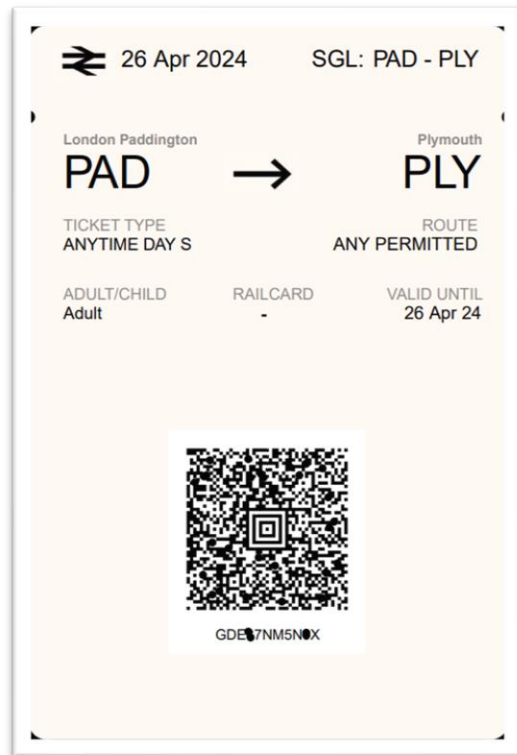 26 Apr 2024 SGL: PAD - PLY
London Paddington Plymouth
PAD → PLY
TICKET TYPE ROUTE
ANYTIME DAY S ANY PERMITTED
ADULT/CHILD RAILCARD VALID UNTIL
Adult - 26 Apr 24